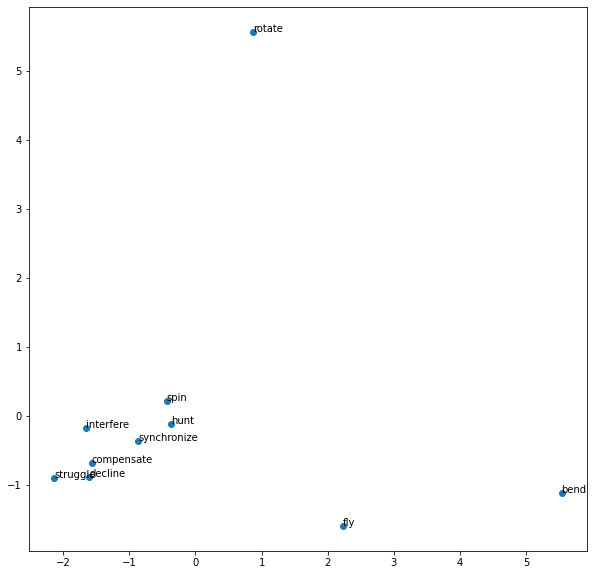 rotate
5
4
3
2
1
spin
0
hunt
interfere
synchronize
compensate
struggle
decline
−1
bend
fly
−2 −1 0 1 2 3 4 5